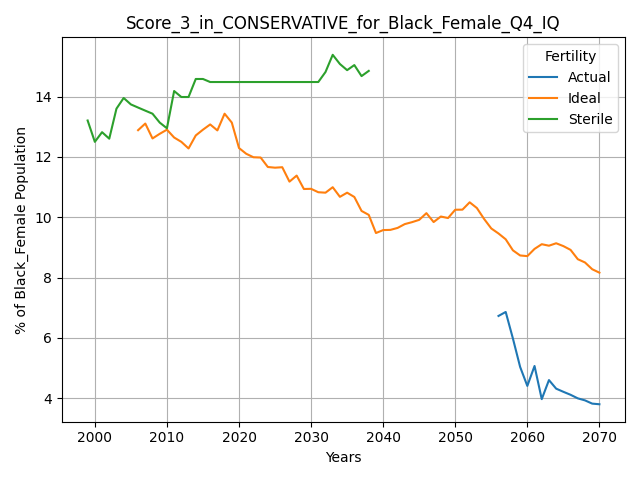 Score_3_in_CONSERVATIVE_for_Black_Female_Q4_IQ
Fertility
Actual
Ideal
Sterile
% of Black_Female Population
14
12
10
8
6
4
2000 2010 2020 2030 2040 2050 2060 2070
Years